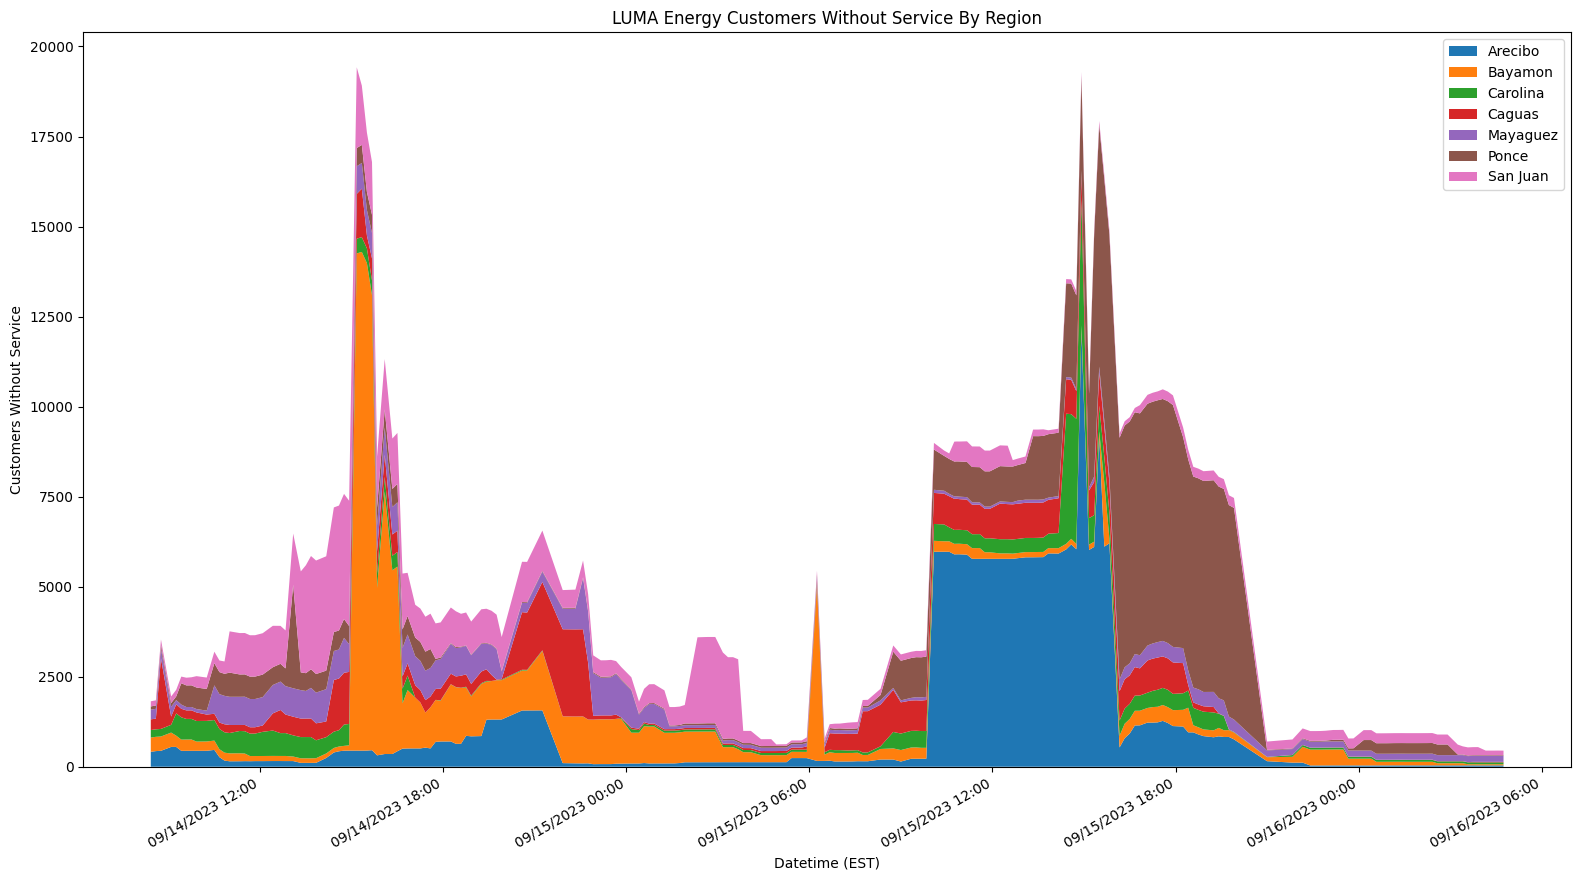 LUMA Energy Customers Without Service By Region
20000
17500
15000
12500
10000
7500
5000
2500
0
Customers Without Service
Arecibo
Bayamon
Carolina
Caguas
Mayaguez
Ponce
San Juan
09/14/2023 12:00
09/14/2023 18:00
09/15/2023 00:00
09/15/2023 06:00
09/15/2023 12:00
09/15/2023 18:00
09/16/2023 00:00
09/16/2023 06:00
Datetime (EST)